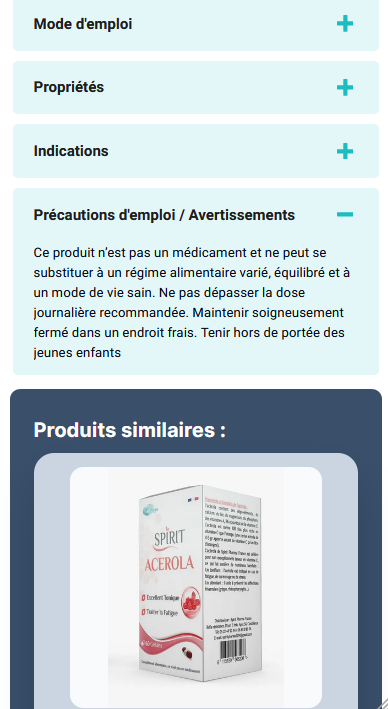 Mode d'emploi
Propriétés
Indications
Précautions d'emploi / Avertissements
Ce produit n'est pas un médicament et ne peut se
substituer à un régime alimentaire varié, équilibré et à
un mode de vie sain. Ne pas dépasser la dose
journalière recommandée. Maintenir soigneusement
fermé dans un endroit frais. Tenir hors de portée des
jeunes enfants
Produits similaires :
SPIRIT
ACEROLA
Excellent Tonique
Traiter la Fatigue